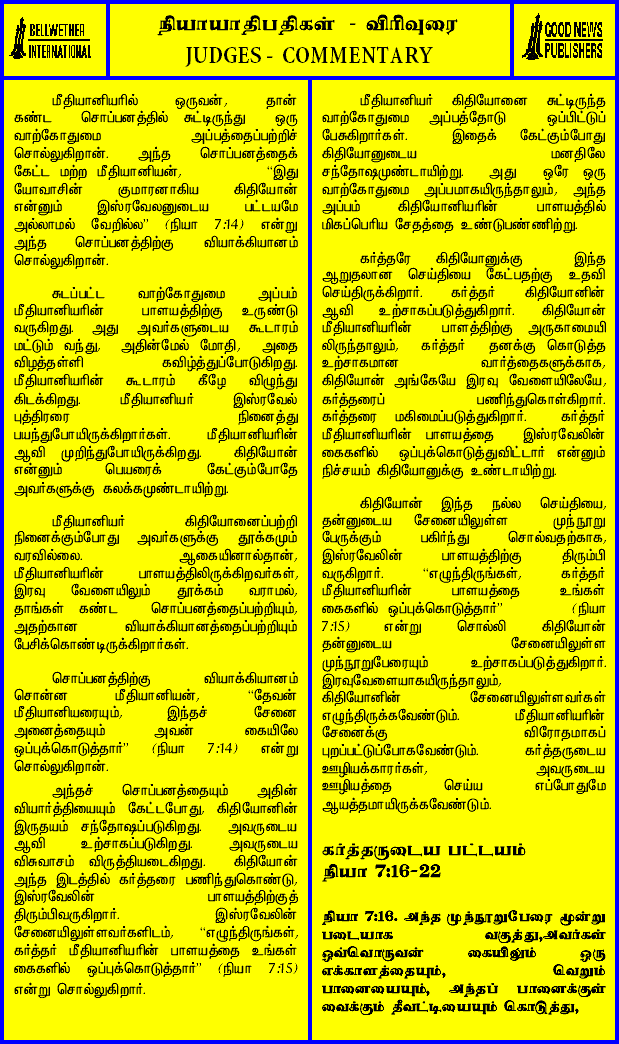 BELLWETHER
INTERNATIONAL
நியாயாதிபதிகள் - விரிவுரை
JUDGES - COMMENTARY
GOOD NEWS
PUBLISHERS
மீதியானியரில் ஒருவன், தான்
கண்ட சொப்பனத்தில் சுட்டிருந்து ஒரு
வாற்கோதுமை அப்பத்தைப்பற்றிச்
சொல்லுகிறான். அந்த சொப்பனத்தைக்
கேட்ட மற்ற மீதியானியன், "இது
யோவாசின் குமாரனாகிய கிதியோன்
என்னும் இஸ்ரவேலனுடைய பட்டயமே
அல்லாமல் வேறில்ல" (நியா 7:14) என்று
அந்த சொப்பனத்திற்கு வியாக்கியானம்
சொல்லுகிறான்.
சுடப்பட்ட வாற்கோதுமை அப்பம்
மீதியானியரின் பாளயத்திற்கு உருண்டு
வருகிறது. அது அவர்களுடைய கூடாரம்
மட்டும் வந்து, அதின்மேல் மோதி, அதை
விழத்தள்ளி கவிழ்த்துப்போடுகிறது.
மீதியானியரின் கூடாரம் கீழே விழுந்து
கிடக்கிறது. மீதியானியர் இஸ்ரவேல்
புத்திரரை நினைத்து
பயந்துபோயிருக்கிறார்கள். மீதியானியரின்
ஆவி முறிந்துபோயிருக்கிறது. கிதியோன்
என்னும் பெயரைக் கேட்கும்போதே
அவர்களுக்கு கலக்கமுண்டாயிற்று.
மீதியானியர் கிதியோனைப்பற்றி
நினைக்கும்போது அவர்களுக்கு தூக்கமும்
வரவில்லை. ஆகையினால்தான்,
மீதியானியரின் பாளயத்திலிருக்கிறவர்கள்,
இரவு வேளையிலும் தூக்கம் வராமல்,
தாங்கள் கண்ட சொப்பனத்தைப்பற்றியும்,
அதற்கான வியாக்கியானத்தைப்பற்றியும்
பேசிக்கொண்டிருக்கிறார்கள்.
சொப்பனத்திற்கு வியாக்கியானம்
சொன்ன மீதியானியன், "தேவன்
மீதியானியரையும், இந்தச் சேனை
அனைத்தையும் அவன் கையிலே
ஒப்புக்கொடுத்தார்" (நியா 7:14) என்று
சொல்லுகிறான்.
அந்தச் சொப்பனத்தையும் அதின்
வியார்த்தியையும் கேட்டபோது, கிதியோனின்
இருதயம் சந்தோஷப்படுகிறது. அவருடைய
ஆவி உற்சாகப்படுகிறது. அவருடைய
விசுவாசம் விருத்தியடைகிறது. கிதியோன்
அந்த இடத்தில் கர்த்தரை பணிந்துகொண்டு,
இஸ்ரவேலின் பாளயத்திற்குத்
திரும்பிவருகிறார். இஸ்ரவேலின்
சேனையிலுள்ளவர்களிடம், "எழுந்திருங்கள்,
கர்த்தர் மீதியானியரின் பாளயத்தை உங்கள்
கைகளில் ஒப்புக்கொடுத்தார்" (நியா 7:15)
என்று சொல்லுகிறார்.
மீதியானியர் கிதியோனை சுட்டிருந்த
வாற்கோதுமை அப்பத்தோடு ஒப்பிட்டுப்
பேசுகிறார்கள். இதைக் கேட்கும்போது
கிதியோனுடைய மனதிலே
சந்தோஷமுண்டாயிற்று. அது ஒரே ஒரு
வாற்கோதுமை அப்பமாகயிருந்தாலும், அந்த
அப்பம் கிதியோனியரின் பாளயத்தில்
மிகப்பெரிய சேதத்தை உண்டுபண்ணிற்று.
கர்த்தரே கிதியோனுக்கு இந்த
ஆறுதலான செய்தியை கேட்பதற்கு உதவி
செய்திருக்கிறார். கர்த்தர் கிதியோனின்
ஆவி உற்சாகப்படுத்துகிறார். கிதியோன்
மீதியானியரின் பாளத்திற்கு அருகாமையி
லிருந்தாலும், கர்த்தர் தனக்கு கொடுத்த
உற்சாகமான வார்த்தைகளுக்காக,
கிதியோன் அங்கேயே இரவு வேளையிலேயே,
கர்த்தரைப் பணிந்துகொள்கிறார்.
கர்த்தரை மகிமைப்படுத்துகிறார். கர்த்தர்
மீதியானியரின் பாளயத்தை இஸ்ரவேலின்
கைகளில் ஒப்புக்கொடுத்துவிட்டார் என்னும்
நிச்சயம் கிதியோனுக்கு உண்டாயிற்று.
கிதியோன் இந்த நல்ல செய்தியை,
தன்னுடைய சேனையிலுள்ள முந்நூறு
பேருக்கும் பகிர்ந்து சொல்வதற்காக,
இஸ்ரவேலின் பாளயத்திற்கு திரும்பி
வருகிறார். "எழுந்திருங்கள், கர்த்தர்
மீதியானியரின் பாளயத்தை உங்கள்
கைகளில் ஒப்புக்கொடுத்தார்" (நியா
7:15) என்று சொல்லி கிதியோன்
தன்னுடைய சேனையிலுள்ள
முந்நூறுபேரையும் உற்சாகப்படுத்துகிறார்.
இரவுவேளையாகயிருந்தாலும்,
கிதியோனின் சேனையிலுள்ளவர்கள்
எழுந்திருக்கவேண்டும். மீதியானியரின்
சேனைக்கு விரோதமாகப்
புறப்பட்டுப்போகவேண்டும். கர்த்தருடைய
ஊழியக்காரர்கள், அவருடைய
ஊழியத்தை செய்ய எப்போதுமே
ஆயத்தமாயிருக்கவேண்டும்.
கர்த்தருடைய பட்டயம்
நியா 7:16-22
நியா 7:16. அந்த முந்நூறுபேரை மூன்று
படையாக வகுத்து,அவர்கள்
ஒவ்வொருவன் கையிலும் ஒரு
எக்காளத்தையும், வெறும்
பானையையும், அந்தப் பானைக்குள்
வைக்கும் தீவட்டியையும் கொடுத்து,